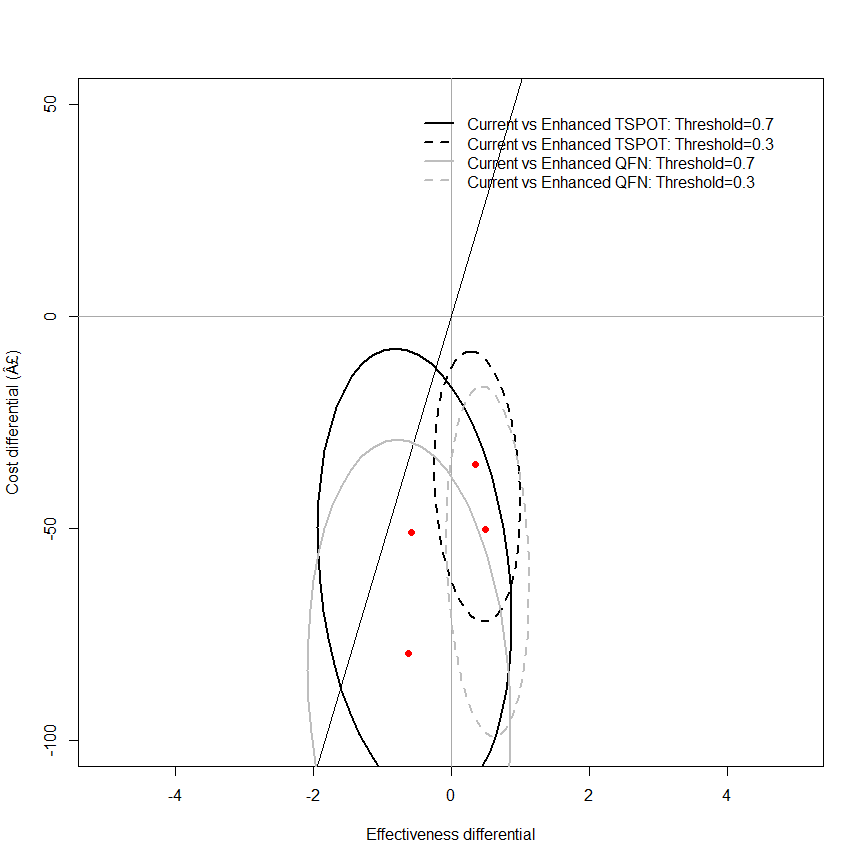 50
Current vs Enhanced TSPOT: Threshold=0.7
Current vs Enhanced TSPOT: Threshold=0.3
Current vs Enhanced QFN: Threshold=0.7
Current vs Enhanced QFN: Threshold=0.3
0
Cost differential (Â£)
-50
-100
-4 -2 0 2 4
Effectiveness differential